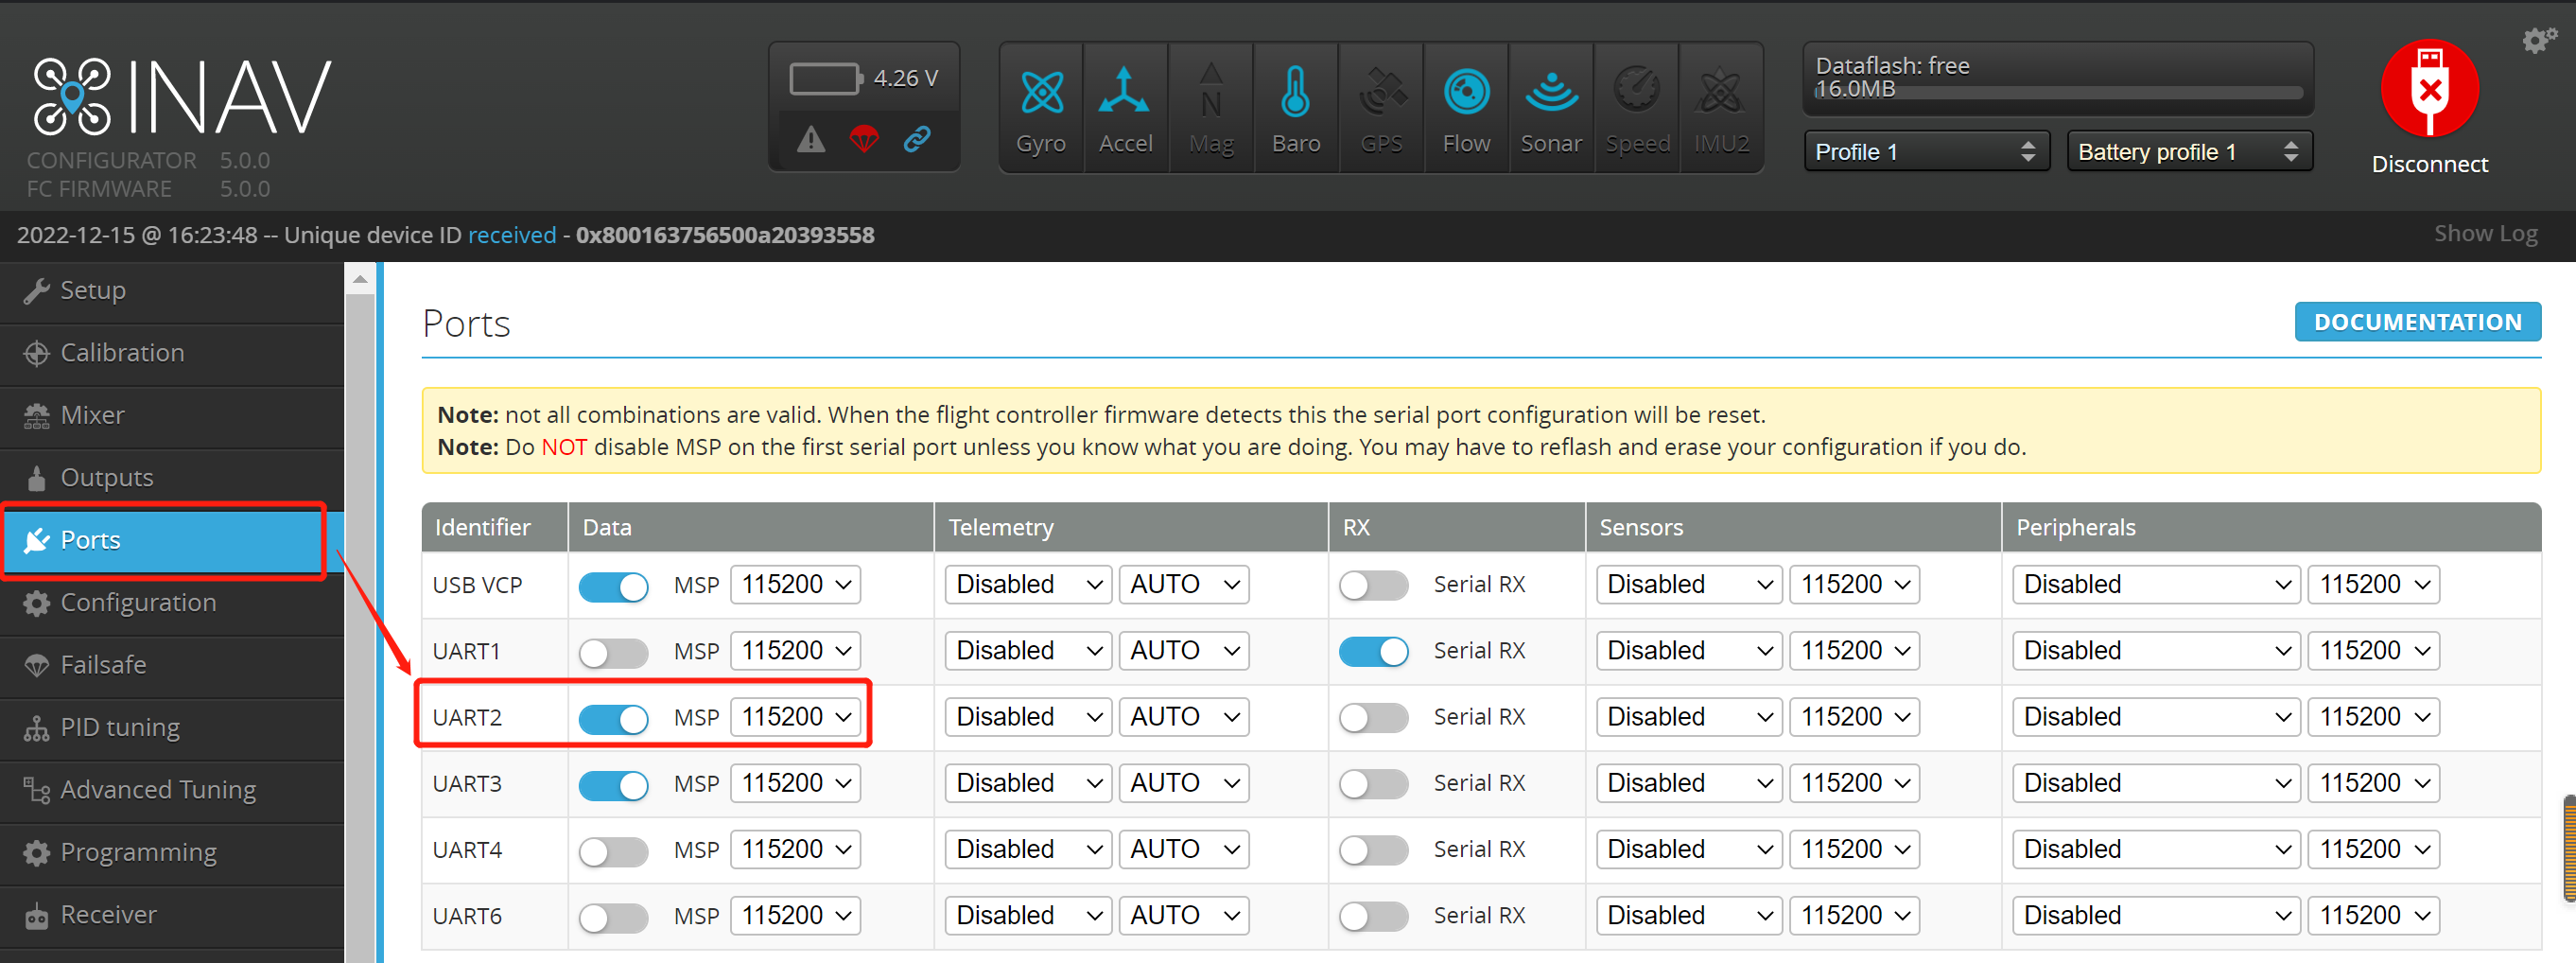 INAV
CONFIGURATOR 5.0.0
FC FIRMWARE 5.0.0
4.26 V
Gyro Accel N Mag Baro GPS Flow Sonar Speed IMU2
Dataflash: free
16.0MB
Profile 1 Battery profile 1
Disconnect
2022-12-15 @ 16:23:48 -- Unique device ID received - 0x800163756500a20393558
Show Log
Setup
Calibration
Mixer
Outputs
Ports
Configuration
Failsafe
PID tuning
Advanced Tuning
Programming
Receiver
Ports
DOCUMENTATION
Note: not all combinations are valid. When the flight controller firmware detects this the serial port configuration will be reset.
Note: Do NOT disable MSP on the first serial port unless you know what you are doing. You may have to reflash and erase your configuration if you do.
Identifier Data Telemetry RX Sensors Peripherals
USB VCP MSP 115200 Disabled AUTO Serial RX Disabled 115200 Disabled 115200
UART1 MSP 115200 Disabled AUTO Serial RX Disabled 115200 Disabled 115200
UART2 MSP 115200 Disabled AUTO Serial RX Disabled 115200 Disabled 115200
UART3 MSP 115200 Disabled AUTO Serial RX Disabled 115200 Disabled 115200
UART4 MSP 115200 Disabled AUTO Serial RX Disabled 115200 Disabled 115200
UART6 MSP 115200 Disabled AUTO Serial RX Disabled 115200 Disabled 115200